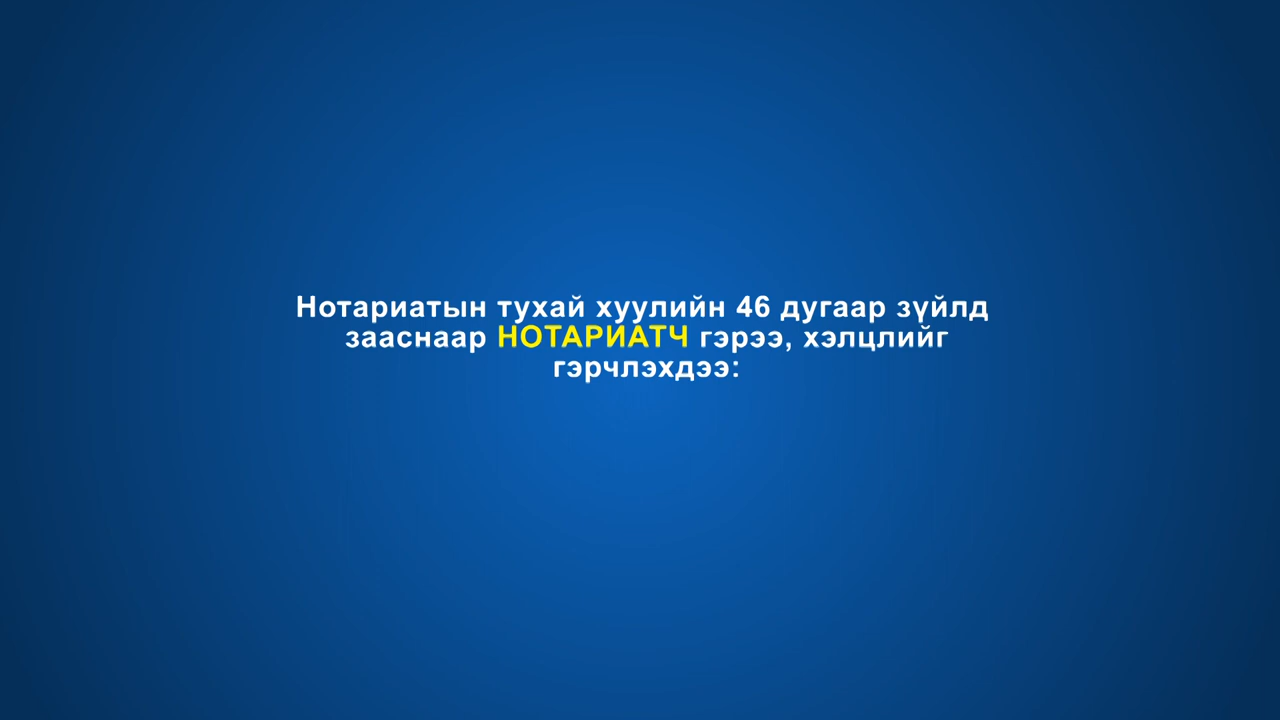 Нотариатын тухай хуулийн 46 дугаар зүйлд
зааснаар НОТАРИАТЧ гэрээ, хэлцлийг
гэрчлэхдээ: